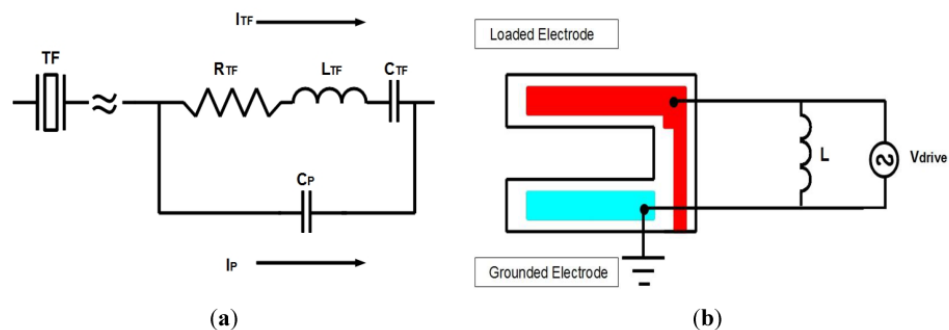 ITF
TF
RTF
LTF
CTF
CP
IP
(a)
(b)
Loaded Electrode
L
Vdrive
Grounded Electrode